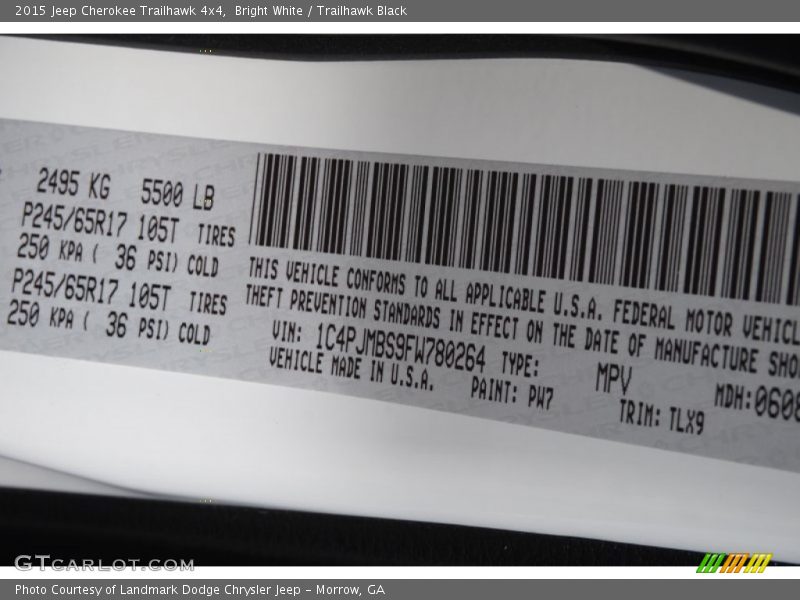 2015 Jeep Cherokee Trailhawk 4x4,  Bright White / Trailhawk Black
2495 KG 5500 LB
P245/65R17 105T TIRES
250 KPA ( 36 PSI) COLD
P245/65R17 105T TIRES
250 KPA ( 36 PSI) COLD
THIS VEHICLE CONFORMS TO ALL APPLICABLE U.S.A. FEDERAL MOTOR VEHICL
THEFT PREVENTION STANDARDS IN EFFECT ON THE DATE OF MANUFACTURE SHO
VIN: 1C4PJMBS9FW780264 TYPE: MPV MDH:0608
VEHICLE MADE IN U.S.A. PAINT: PW7 TRIM: TLX9
GTCARLOT.COM
Photo Courtesy of Landmark Dodge Chrysler Jeep – Morrow, GA